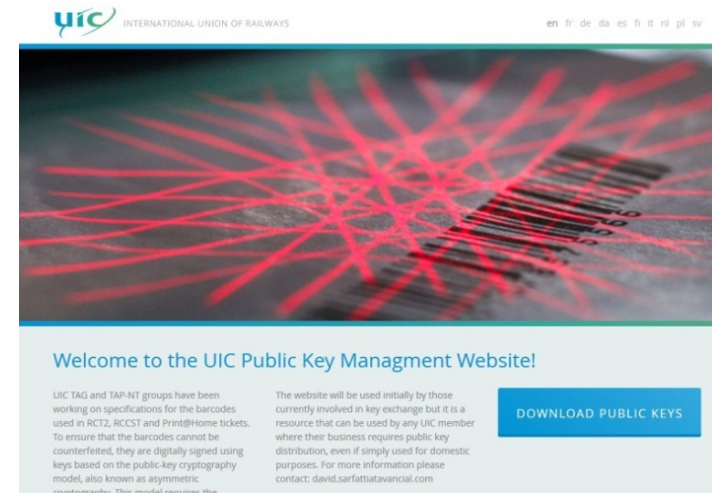 uic INTERNATIONAL UNION OF RAILWAYS
en fr de da es fi it nl pl sv
Welcome to the UIC Public Key Managment Website!
UIC TAG and TAP-NT groups have been
working on specifications for the barcodes
used in RCT2, RCCST and Print@Home tickets.
To ensure that the barcodes cannot be
counterfeited, they are digitally signed using
keys based on the public-key cryptography
model, also known as asymmetric
cryptography. This model requires the
The website will be used initially by those
currently involved in key exchange but it is a
resource that can be used by any UIC member
where their business requires public key
distribution, even if simply used for domestic
purposes. For more information please
contact: david.sarfattiatavancial.com
DOWNLOAD PUBLIC KEYS